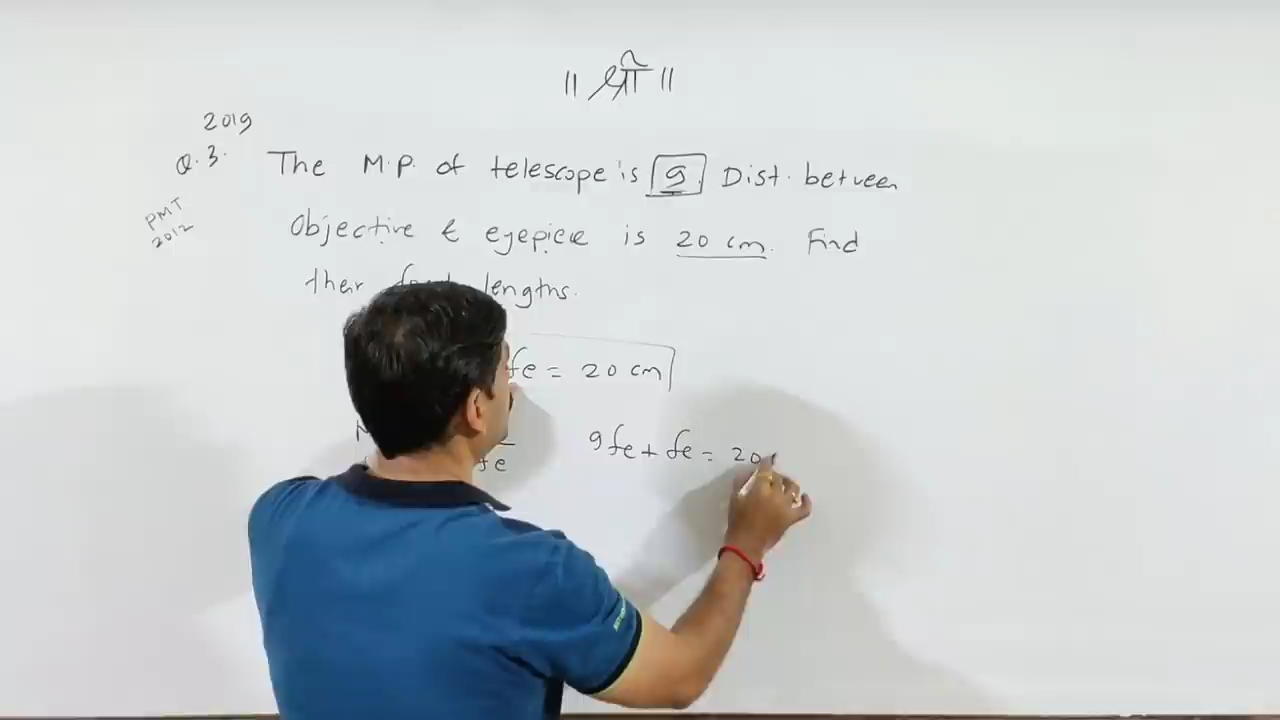 ॥ श्री ॥
2019
Q.3. The M.P. of telescope is 9. Dist. between
PMT
2012
Objective & eyepiece is 20 cm. Find
their lengths.
fe = 20 cm
9fe + fe = 20
fe